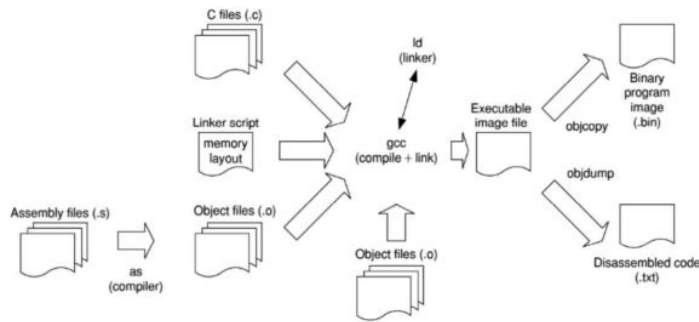 C files (.c)
ld
(linker)
Binary
program
image
(.bin)
Linker script
memory
layout
gcc
(compile + link)
Executable
image file
objcopy
objdump
Assembly files (.s)
as
(compiler)
Object files (.o)
Object files (.o)
Disassembled code
(.txt)